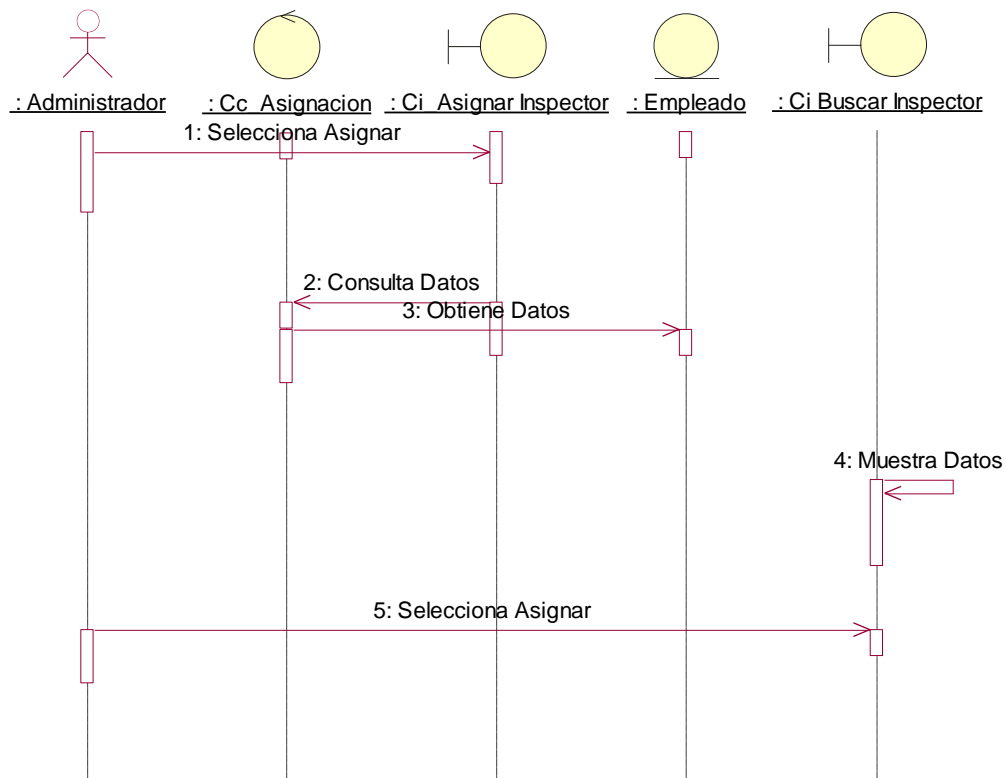 : Administrador
: Cc_Asignacion
: Ci_Asignar Inspector
: Empleado
: Ci Buscar Inspector
1: Selecciona Asignar
2: Consulta Datos
3: Obtiene Datos
4: Muestra Datos
5: Selecciona Asignar